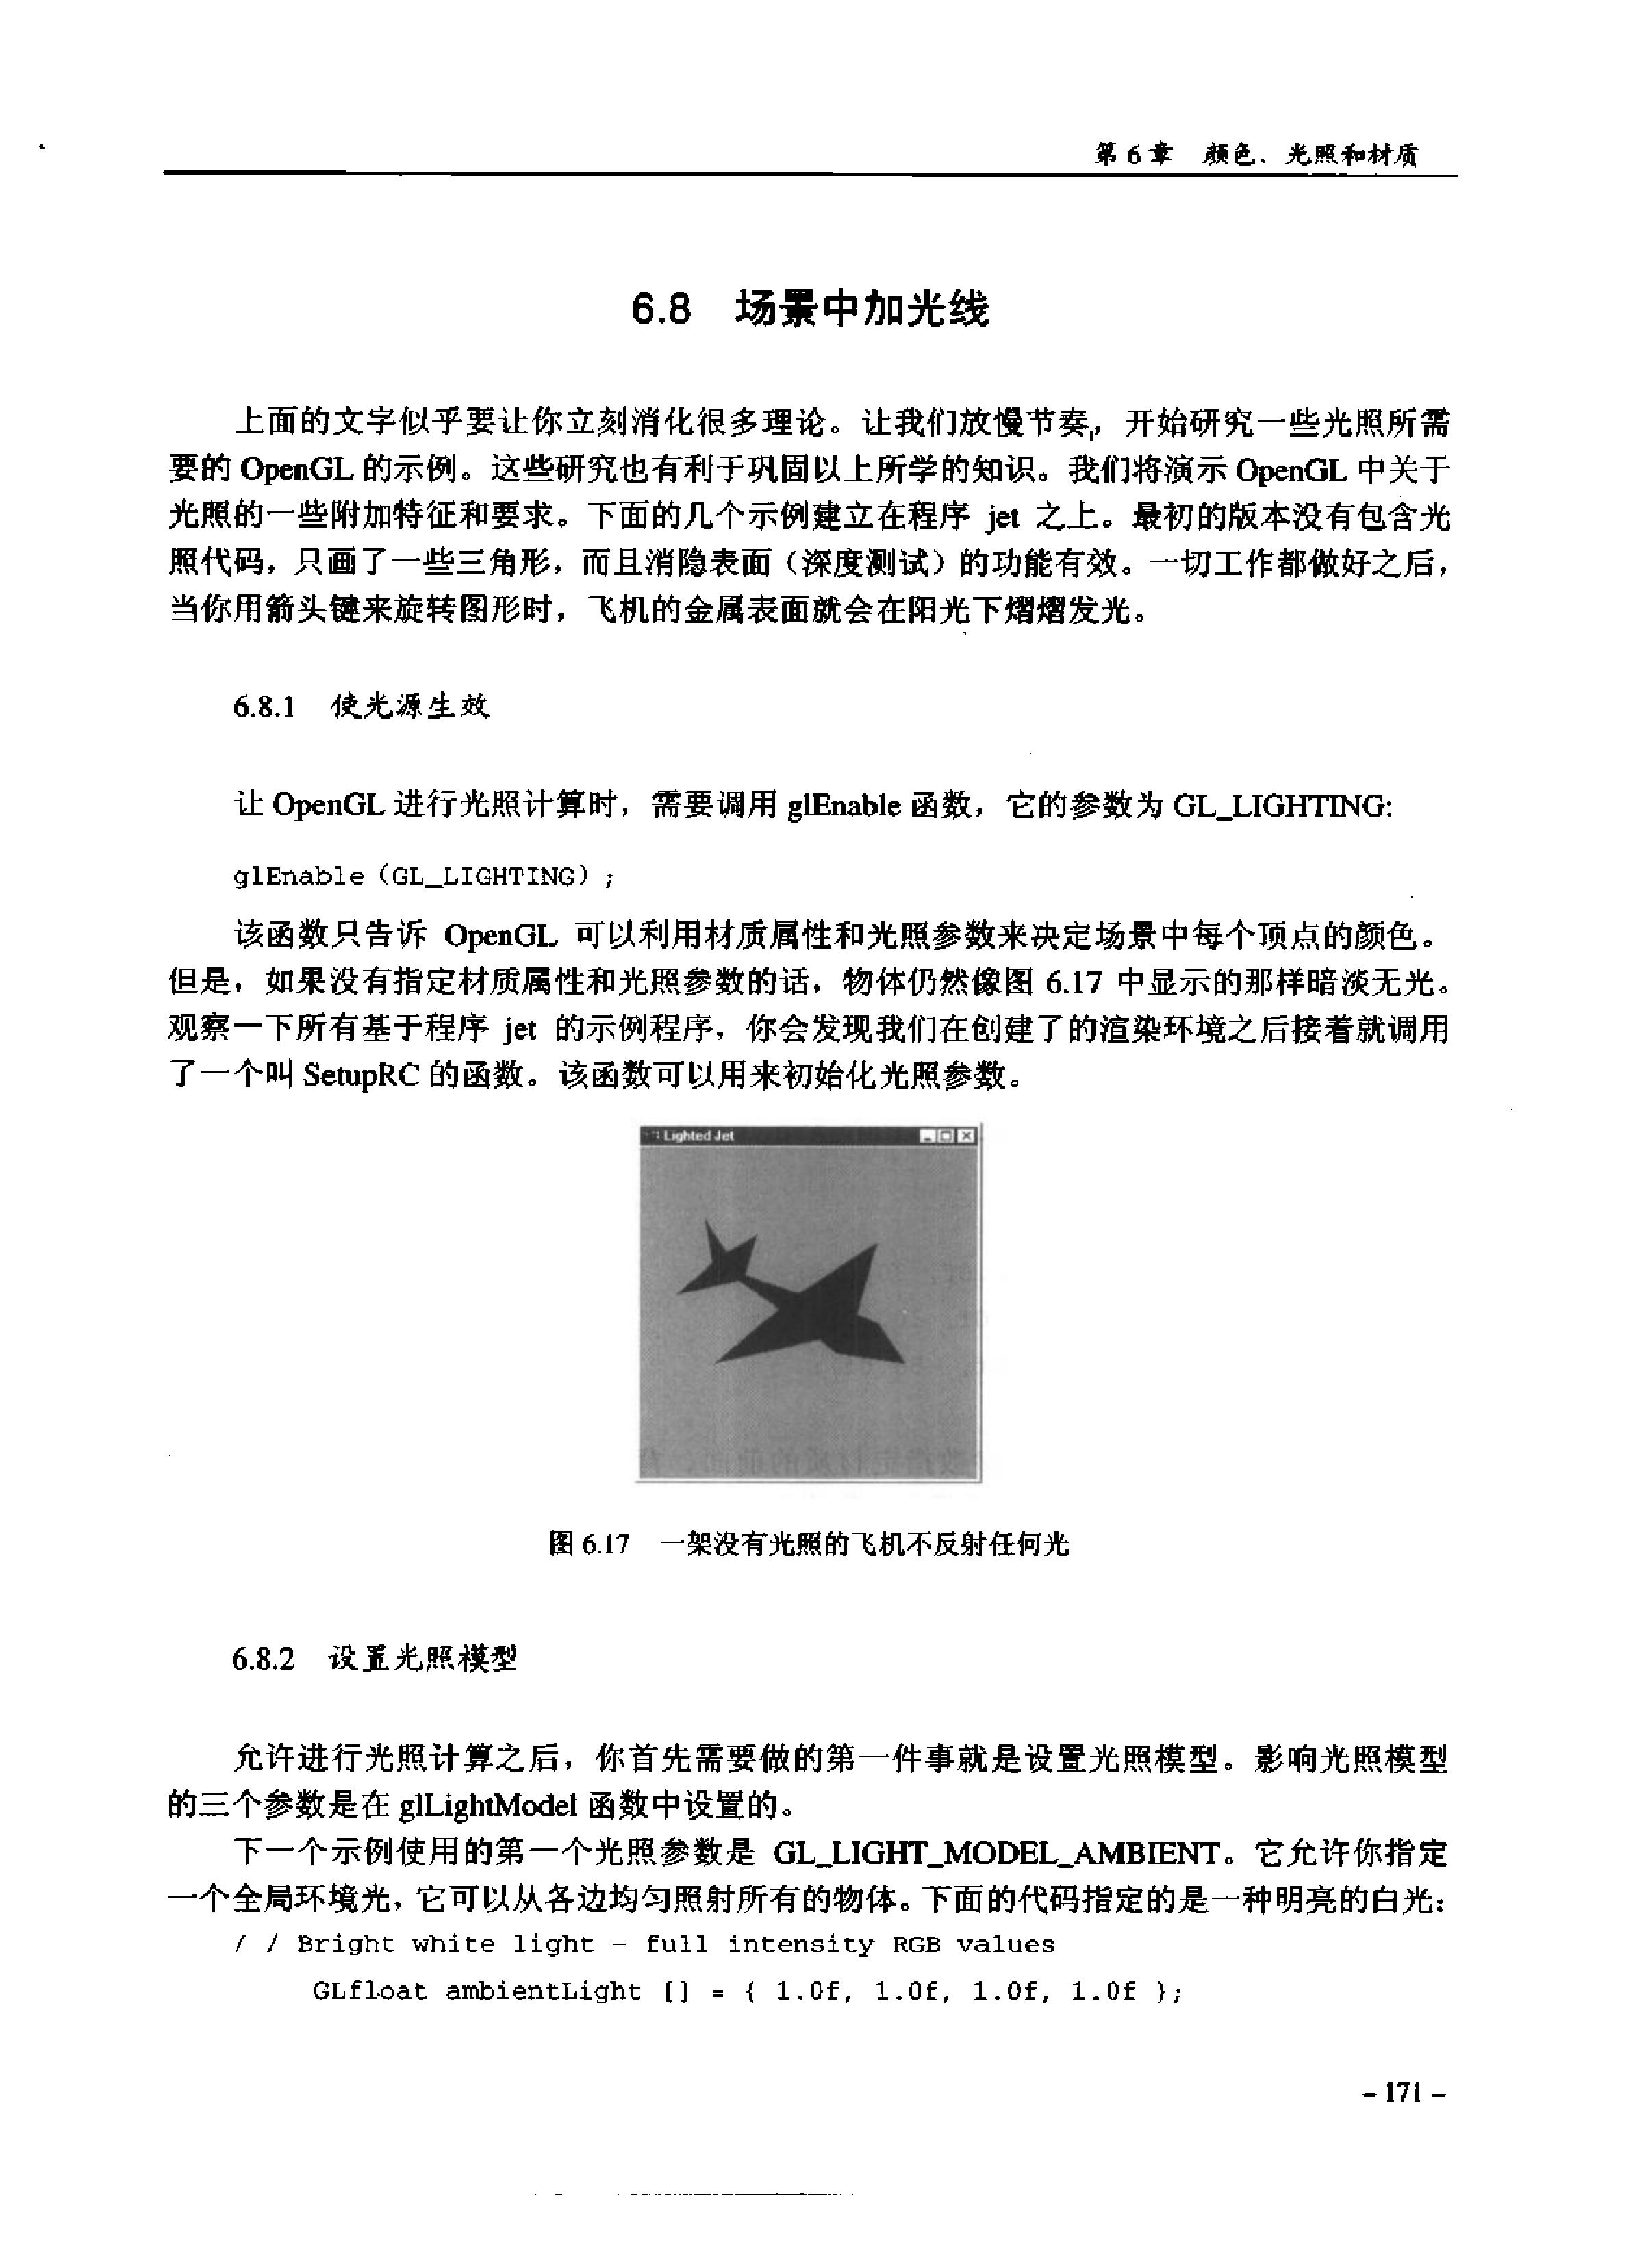 第6章 颜色、光照和材质
6.8 场景中加光线
上面的文字似乎要让你立刻消化很多理论。让我们放慢节奏，开始研究一些光照所需
要的 OpenGL 的示例。这些研究也有利于巩固以上所学的知识。我们将演示 OpenGL 中关于
光照的一些附加特征和要求。下面的几个示例建立在程序 jet 之上。最初的版本没有包含光
照代码，只画了一些三角形，而且消隐表面（深度测试）的功能有效。一切工作都做好之后，
当你用箭头键来旋转图形时，飞机的金属表面就会在阳光下熠熠发光。
6.8.1 使光源生效
让 OpenGL 进行光照计算时，需要调用 glEnable 函数，它的参数为 GL_LIGHTING:
glEnable（GL_LIGHTING）;
该函数只告诉 OpenGL 可以利用材质属性和光照参数来决定场景中每个顶点的颜色。
但是，如果没有指定材质属性和光照参数的话，物体仍然像图 6.17 中显示的那样暗淡无光。
观察一下所有基于程序 jet 的示例程序，你会发现我们在创建了的渲染环境之后接着就调用
了一个叫 SetupRC 的函数。该函数可以用来初始化光照参数。
Lighted Jet
图 6.17 一架没有光照的飞机不反射任何光
6.8.2 设置光照模型
允许进行光照计算之后，你首先需要做的第一件事就是设置光照模型。影响光照模型
的三个参数是在 glLightModel 函数中设置的。
下一个示例使用的第一个光照参数是 GL_LIGHT_MODEL_AMBIENT。它允许你指定
一个全局环境光，它可以从各边均匀照射所有的物体。下面的代码指定的是一种明亮的白光：
/ / Bright white light - full intensity RGB values
GLfloat ambientLight [] = { 1.0f, 1.0f, 1.0f, 1.0f };
- 171 -